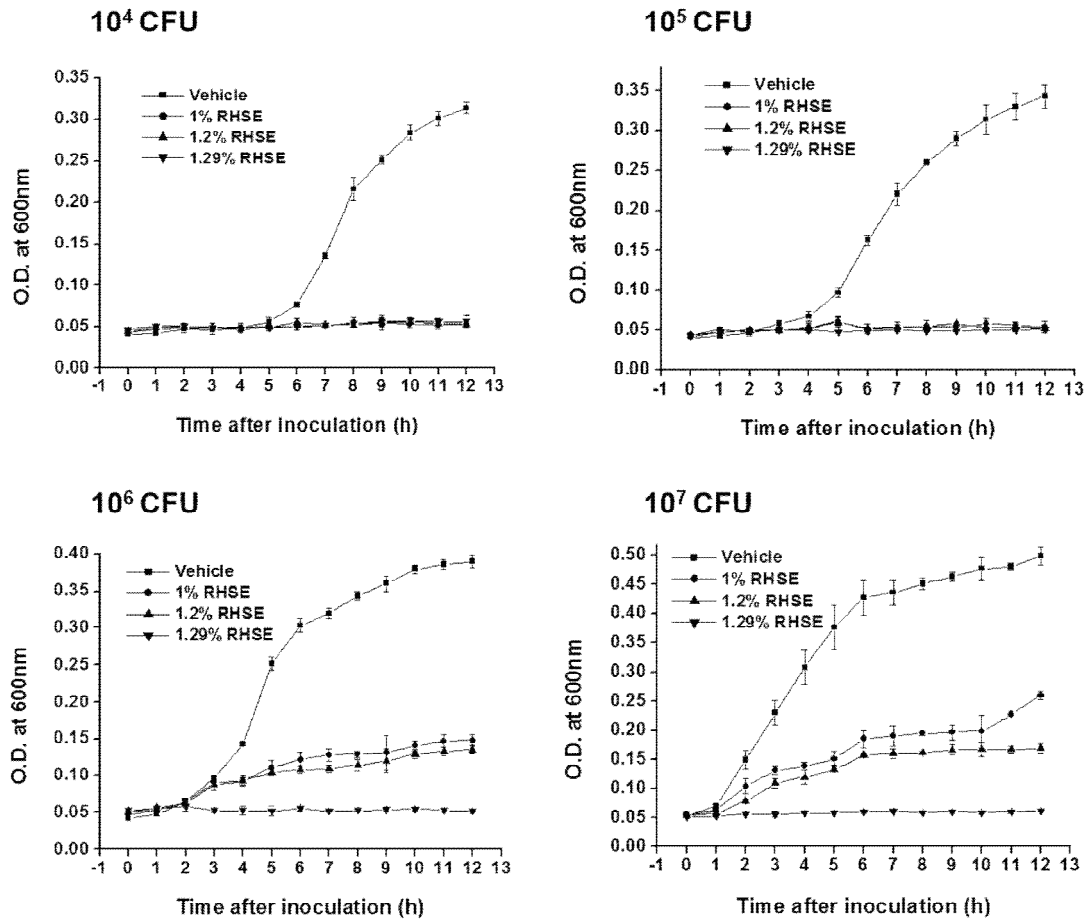 10⁴ CFU
0.35
0.30
0.25
0.20
0.15
0.10
0.05
0.00
O.D. at 600nm
Vehicle
1% RHSE
1.2% RHSE
1.29% RHSE
-1 0 1 2 3 4 5 6 7 8 9 10 11 12 13
Time after inoculation (h)
10⁵ CFU
0.35
0.30
0.25
0.20
0.15
0.10
0.05
0.00
O.D. at 600nm
Vehicle
1% RHSE
1.2% RHSE
1.29% RHSE
-1 0 1 2 3 4 5 6 7 8 9 10 11 12 13
Time after inoculation (h)
10⁶ CFU
0.40
0.35
0.30
0.25
0.20
0.15
0.10
0.05
0.00
O.D. at 600nm
Vehicle
1% RHSE
1.2% RHSE
1.29% RHSE
-1 0 1 2 3 4 5 6 7 8 9 10 11 12 13
Time after inoculation (h)
10⁷ CFU
0.50
0.45
0.40
0.35
0.30
0.25
0.20
0.15
0.10
0.05
0.00
O.D. at 600nm
Vehicle
1% RHSE
1.2% RHSE
1.29% RHSE
-1 0 1 2 3 4 5 6 7 8 9 10 11 12 13
Time after inoculation (h)